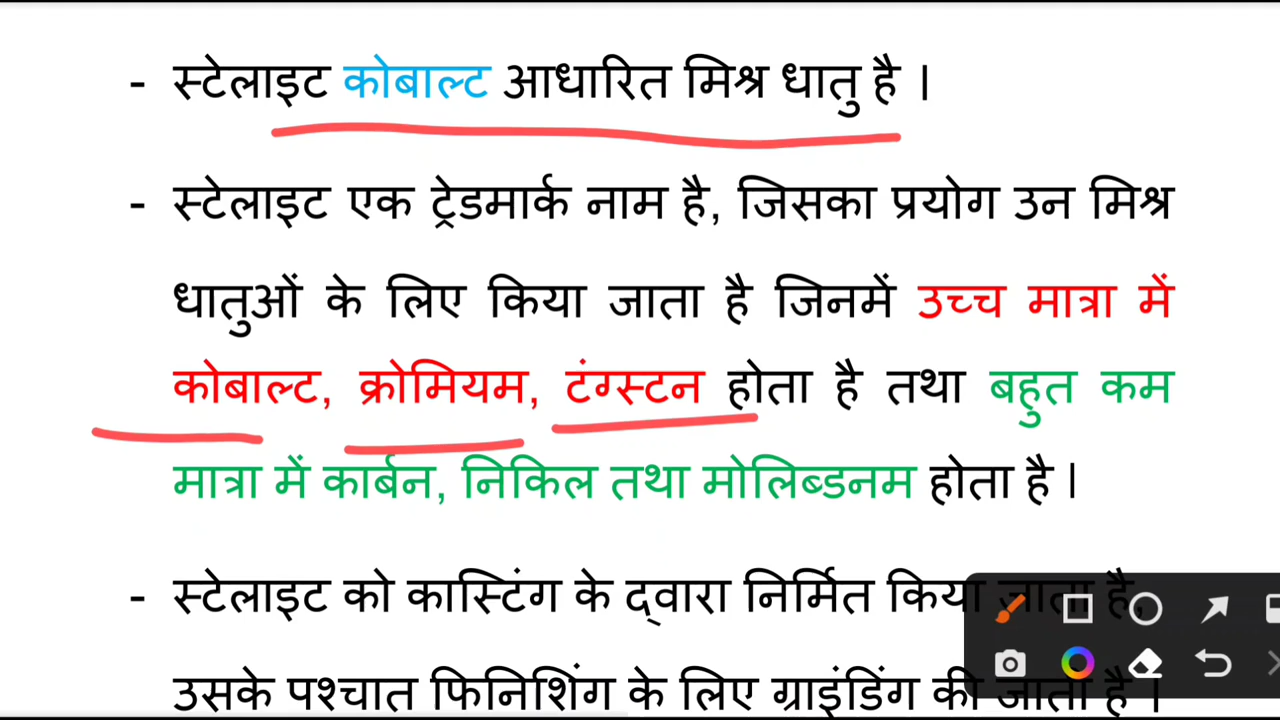 - स्टेलाइट कोबाल्ट आधारित मिश्र धातु है ।
- स्टेलाइट एक ट्रेडमार्क नाम है, जिसका प्रयोग उन मिश्र
धातुओं के लिए किया जाता है जिनमें उच्च मात्रा में
कोबाल्ट, क्रोमियम, टंग्स्टन होता है तथा बहुत कम
मात्रा में कार्बन, निकिल तथा मोलिब्डनम होता है ।
- स्टेलाइट को कास्टिंग के द्वारा निर्मित किया जाता है,
उसके पश्चात फिनिशिंग के लिए ग्राइंडिंग की जाता है ।